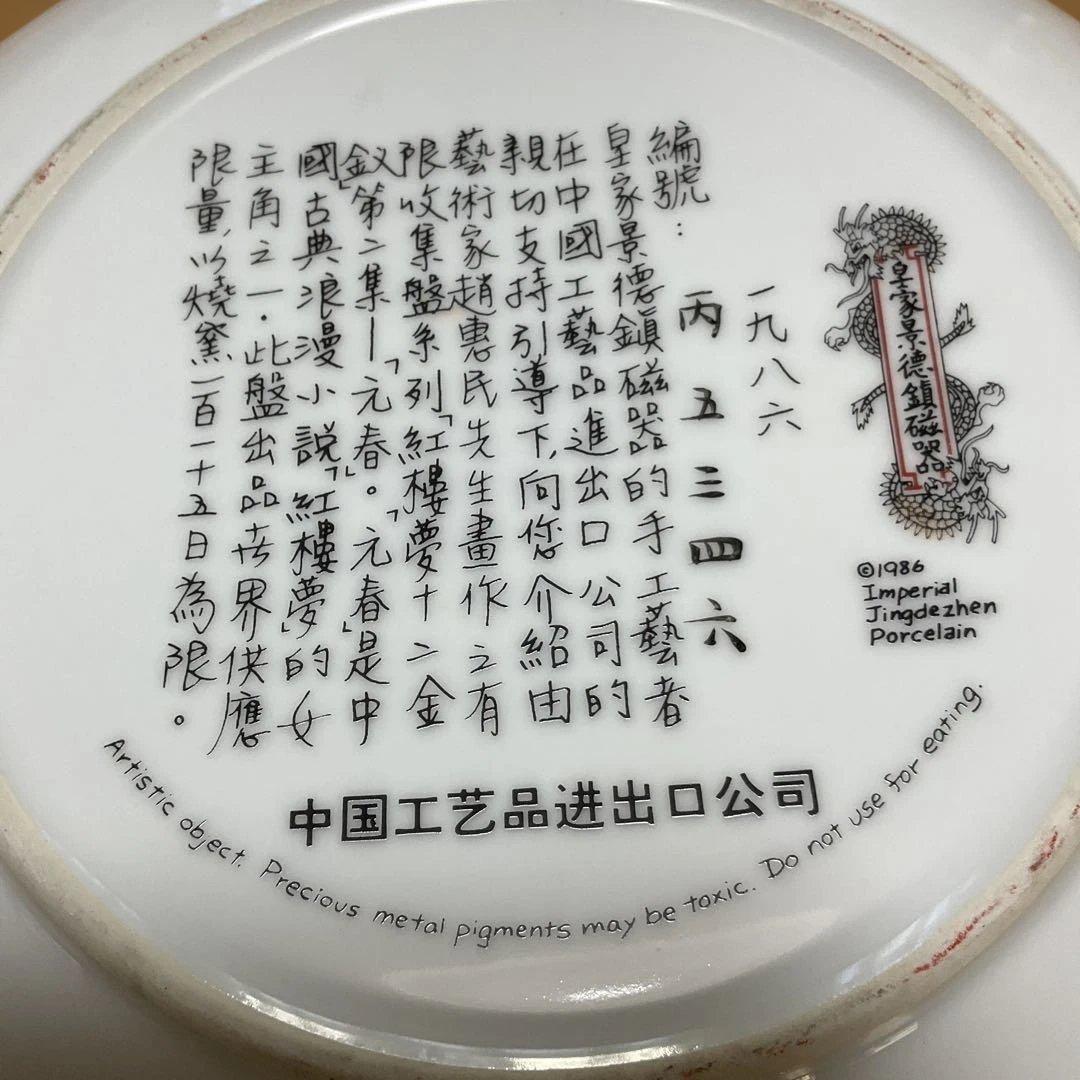 皇家景德鎮磁器
©1986
Imperial
Jingdezhen
Porcelain
一九八六
編號：丙五三四六
皇家景德鎮磁器的手工藝者
在中國工藝品進出口公司的
親切支持引導下,向您介紹由
藝術家趙惠民先生畫作之有
限收集盤系列「紅樓夢十二金
釵」第二集—「元春」。「元春」是中
國古典浪漫小說「紅樓夢」的女
主角之一.此盤出品世界供應
限量,以燒窯一百一十五日為限。
中国工艺品进出口公司
Artistic object. Precious metal pigments may be toxic. Do not use for eating.